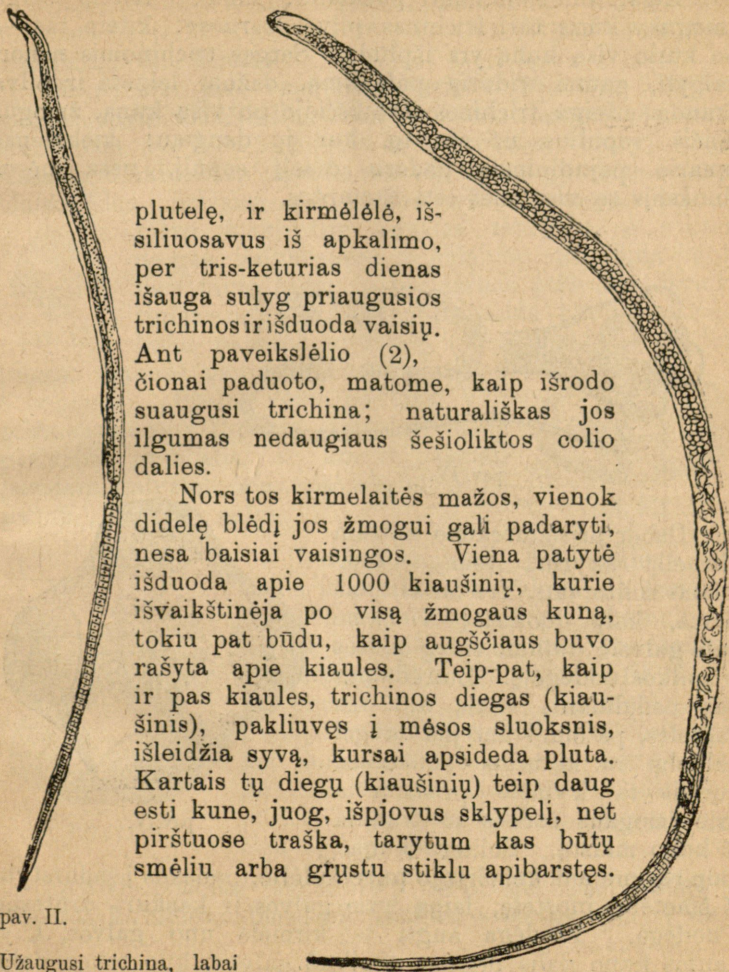 plutelę, ir kirmėlėlė, iš-
siliuosavus iš apkalimo,
per tris-keturias dienas
išauga sulyg priaugusios
trichinos ir išduoda vaisių.
Ant paveikslėlio (2),
čionai paduoto, matome, kaip išrodo
suaugusi trichina; naturališkas jos
ilgumas nedaugiaus šešioliktos colio
dalies.
Nors tos kirmelaitės mažos, vienok
didelę blėdį jos žmogui gali padaryti,
nesa baisiai vaisingos. Viena patytė
išduoda apie 1000 kiaušinių, kurie
išvaikštinėja po visą žmogaus kuną,
tokiu pat būdu, kaip augščiaus buvo
rašyta apie kiaules. Teip-pat, kaip
ir pas kiaules, trichinos diegas (kiau-
šinis), pakliuvęs į mėsos sluoksnis,
išleidžia syvą, kursai apsideda pluta.
Kartais tų diegų (kiaušinių) teip daug
esti kune, juog, išpjovus sklypelį, net
pirštuose traška, tarytum kas būtų
smėliu arba grųstu stiklu apibarstęs.
pav. II.
Užaugusi trichina, labai